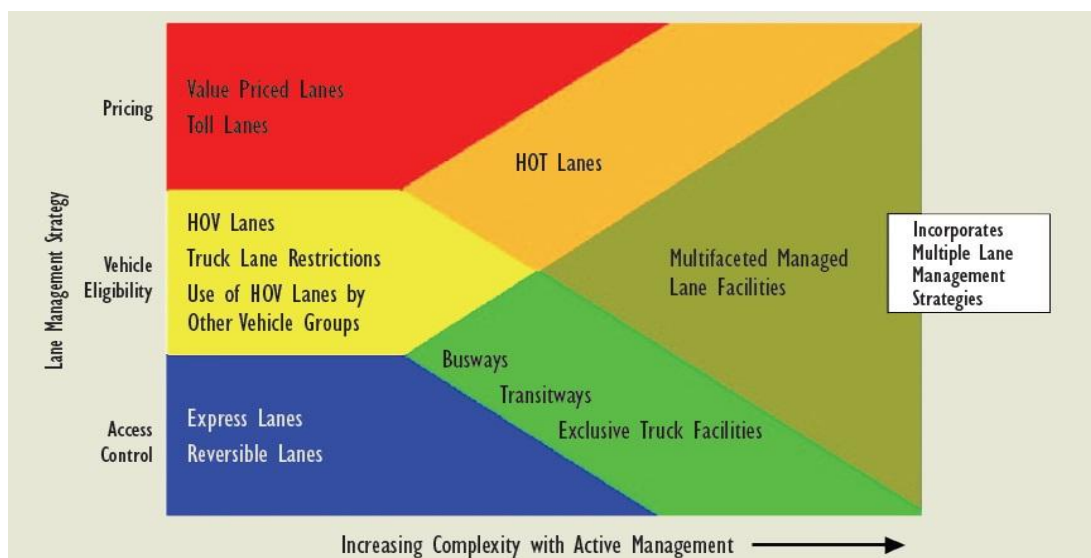 Pricing
Value Priced Lanes
Toll Lanes
HOT Lanes
Lane Management Strategy
Vehicle
Eligibility
HOV Lanes
Truck Lane Restrictions
Use of HOV Lanes by
Other Vehicle Groups
Multifaceted Managed
Lane Facilities
Incorporates
Multiple Lane
Management
Strategies
Busways
Transitways
Exclusive Truck Facilities
Access
Control
Express Lanes
Reversible Lanes
Increasing Complexity with Active Management